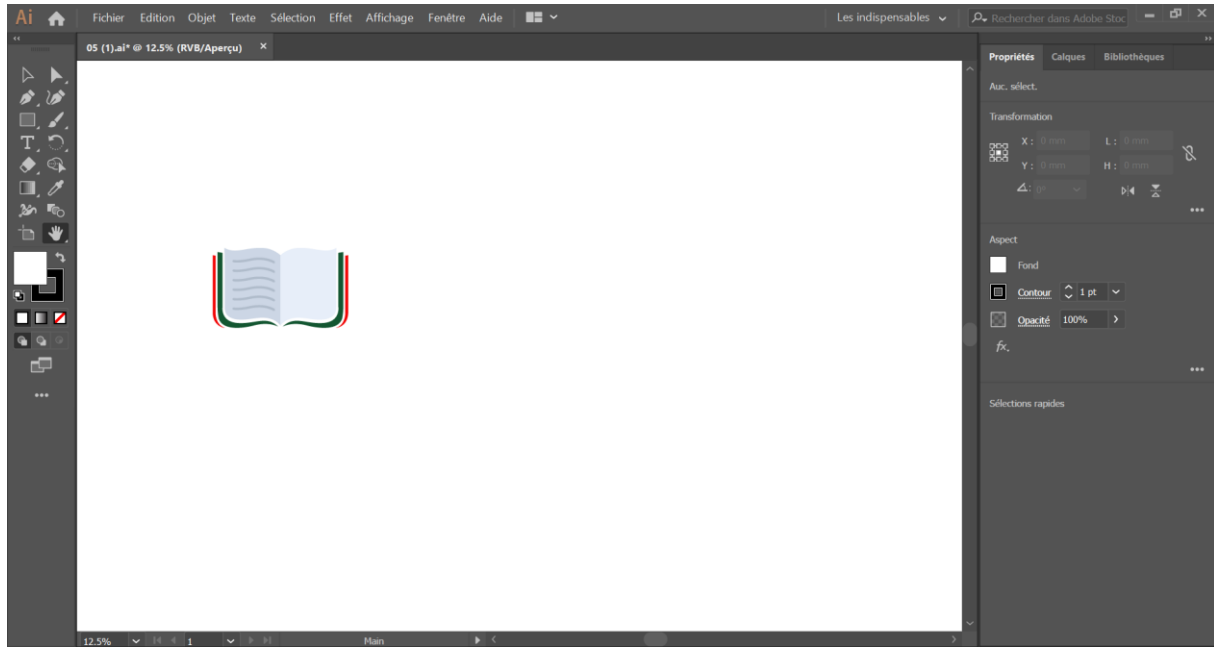 Ai Fichier Edition Objet Texte Sélection Effet Affichage Fenêtre Aide Les indispensables Rechercher dans Adobe Stoc
05 (1).ai* @ 12.5% (RVB/Aperçu) ×
Propriétés Calques Bibliothèques
Auc. sélect.
Transformation
X : 0 mm L : 0 mm
Y : 0 mm H : 0 mm
0°
Aspect
Fond
Contour 1 pt
Opacité 100%
fx.
Sélections rapides
12.5% 1 Main